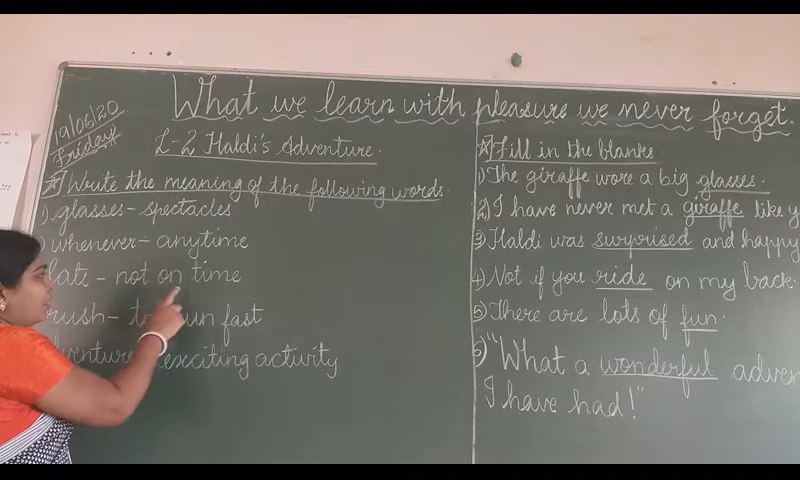 What we learn with pleasure we never forget.
19/06/20
Friday
L-2 Haldi's Adventure.
Write the meaning of the following words.
) glasses - spectacles
) whenever - anytime
late - not on time
rush - to run fast
dventure exciting activity
Fill in the blanks
1) The giraffe wore a big glasses.
2) I have never met a giraffe like y
3) Haldi was surprised and happy
4) Not if you ride on my back.
5) There are lots of fun.
6) "What a wonderful adven
I have had!"